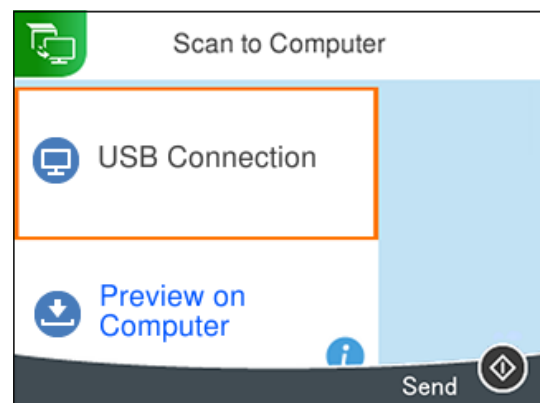 Scan to Computer
USB Connection
Preview on
Computer
i
Send